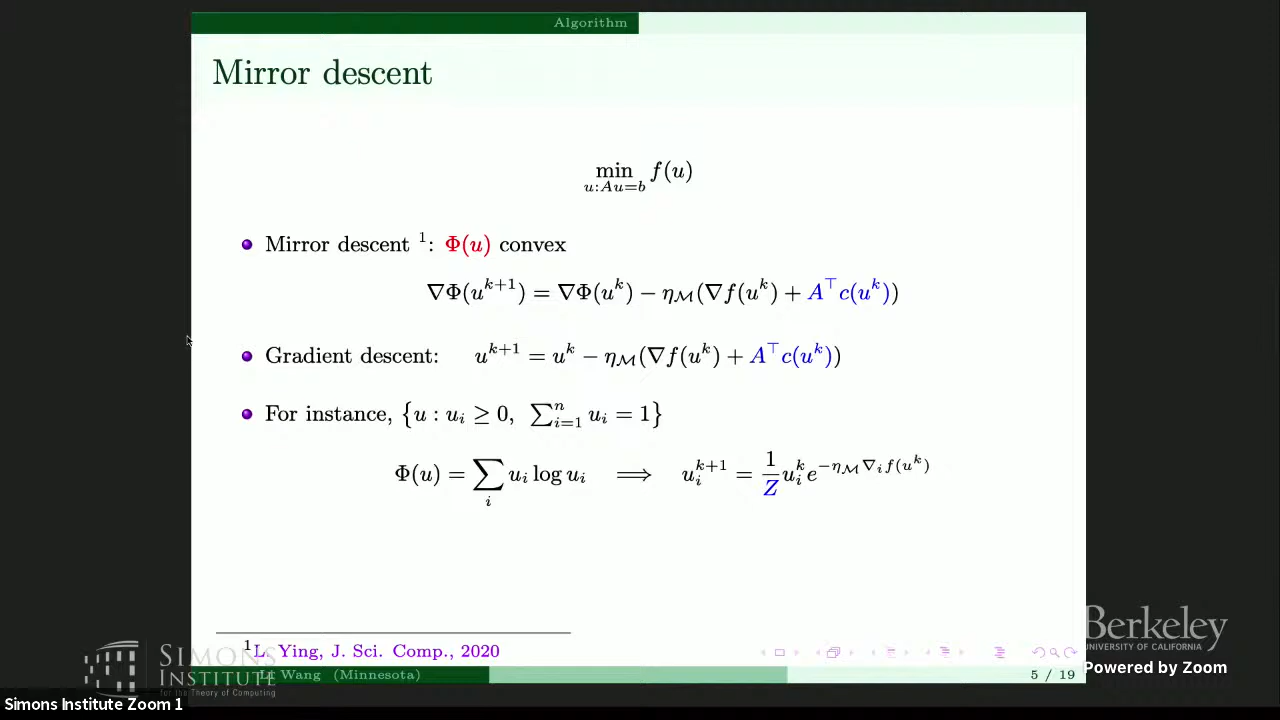 Algorithm
Mirror descent
min f(u)
u:Au=b
Mirror descent ¹: Φ(u) convex
∇Φ(u^{k+1}) = ∇Φ(u^k) − η_M(∇f(u^k) + A^⊤c(u^k))
Gradient descent: u^{k+1} = u^k − η_M(∇f(u^k) + A^⊤c(u^k))
For instance, {u : u_i ≥ 0, ∑_{i=1}^n u_i = 1}
Φ(u) = ∑_i u_i log u_i ⟹ u_i^{k+1} = \frac{1}{Z} u_i^k e^{−η_M ∇_i f(u^k)}
¹L. Ying, J. Sci. Comp., 2020
Li Wang (Minnesota)
5 / 19
SIMONS
INSTITUTE
for the Theory of Computing
Berkeley
UNIVERSITY OF CALIFORNIA
Powered by Zoom
Simons Institute Zoom 1